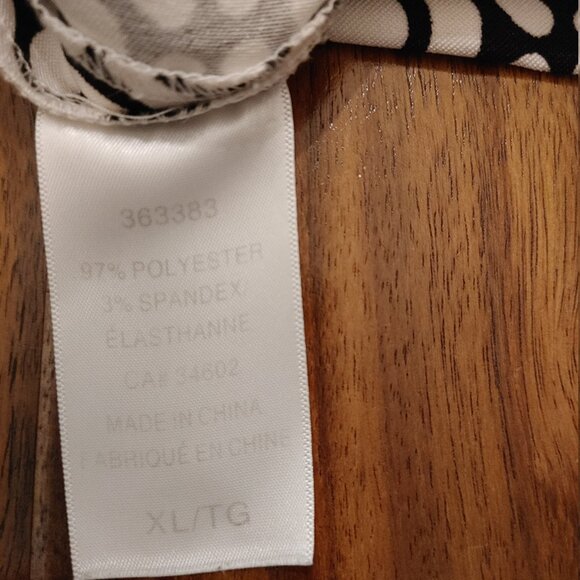 363383
97% POLYESTER
3% SPANDEX
ÉLASTHANNE
CA# 34602
MADE IN CHINA
FABRIQUÉ EN CHINE
XL/TG